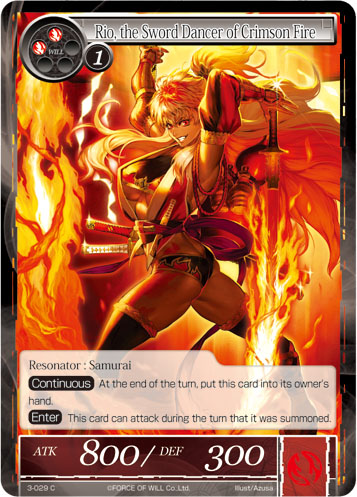 Rio, the Sword Dancer of Crimson Fire
WILL
1
Resonator : Samurai
Continuous At the end of the turn, put this card into its owner's
hand.
Enter This card can attack during the turn that it was summoned.
ATK 800 / DEF 300
3-029 C ©FORCE OF WILL Co.,Ltd. Illust/Azusa